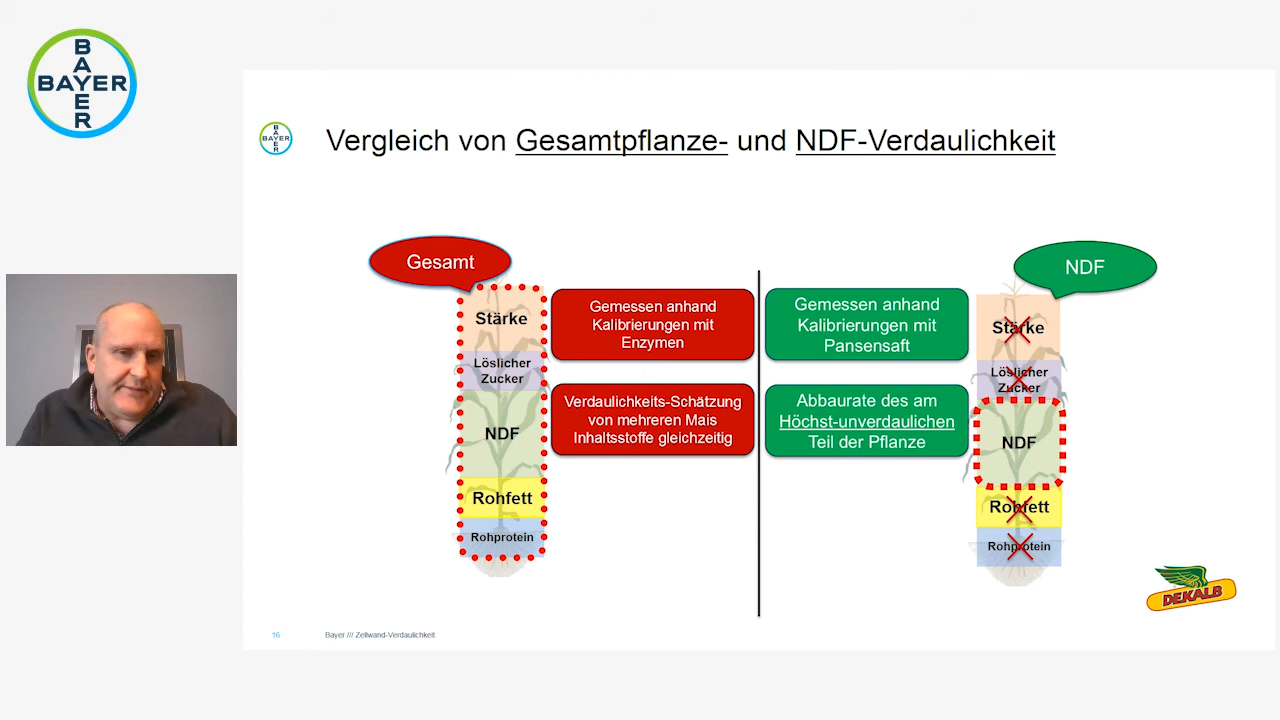 BAYER
BAYER
BAYER
BAYER
Vergleich von Gesamtpflanze- und NDF-Verdaulichkeit
Gesamt
Stärke
Löslicher
Zucker
NDF
Rohfett
Rohprotein
Gemessen anhand
Kalibrierungen mit
Enzymen
Verdaulichkeits-Schätzung
von mehreren Mais
Inhaltsstoffe gleichzeitig
Gemessen anhand
Kalibrierungen mit
Pansensaft
Abbaurate des am
Höchst-unverdaulichen
Teil der Pflanze
NDF
Stärke
Löslicher
Zucker
NDF
Rohfett
Rohprotein
DEKALB
16
Bayer /// Zellwand-Verdaulichkeit